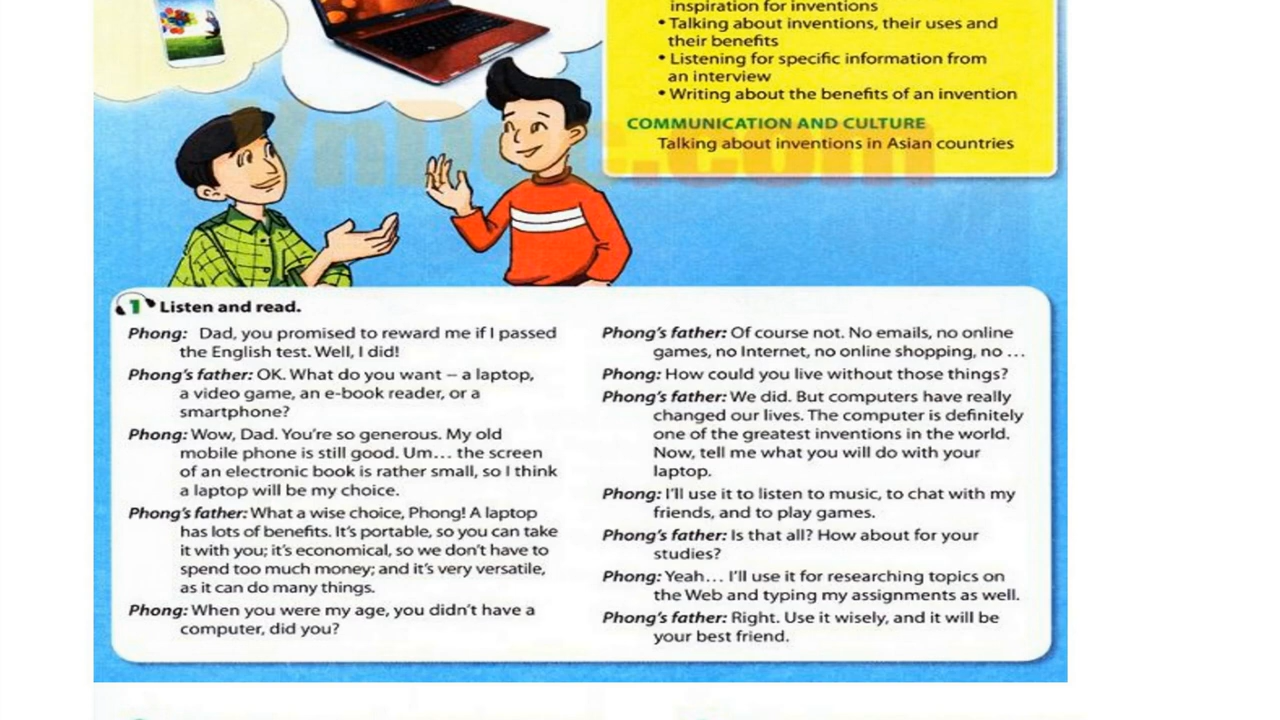 inspiration for inventions
• Talking about inventions, their uses and
their benefits
• Listening for specific information from
an interview
• Writing about the benefits of an invention
COMMUNICATION AND CULTURE
Talking about inventions in Asian countries
VnDoc.com
1 Listen and read.
Phong: Dad, you promised to reward me if I passed
the English test. Well, I did!
Phong's father: OK. What do you want – a laptop,
a video game, an e-book reader, or a
smartphone?
Phong: Wow, Dad. You're so generous. My old
mobile phone is still good. Um... the screen
of an electronic book is rather small, so I think
a laptop will be my choice.
Phong's father: What a wise choice, Phong! A laptop
has lots of benefits. It's portable, so you can take
it with you; it's economical, so we don't have to
spend too much money; and it's very versatile,
as it can do many things.
Phong: When you were my age, you didn't have a
computer, did you?
Phong's father: Of course not. No emails, no online
games, no Internet, no online shopping, no ...
Phong: How could you live without those things?
Phong's father: We did. But computers have really
changed our lives. The computer is definitely
one of the greatest inventions in the world.
Now, tell me what you will do with your
laptop.
Phong: I'll use it to listen to music, to chat with my
friends, and to play games.
Phong's father: Is that all? How about for your
studies?
Phong: Yeah... I'll use it for researching topics on
the Web and typing my assignments as well.
Phong's father: Right. Use it wisely, and it will be
your best friend.